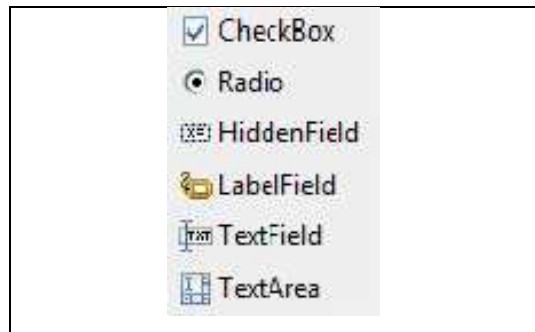 CheckBox
Radio
HiddenField
LabelField
TextField
TextArea